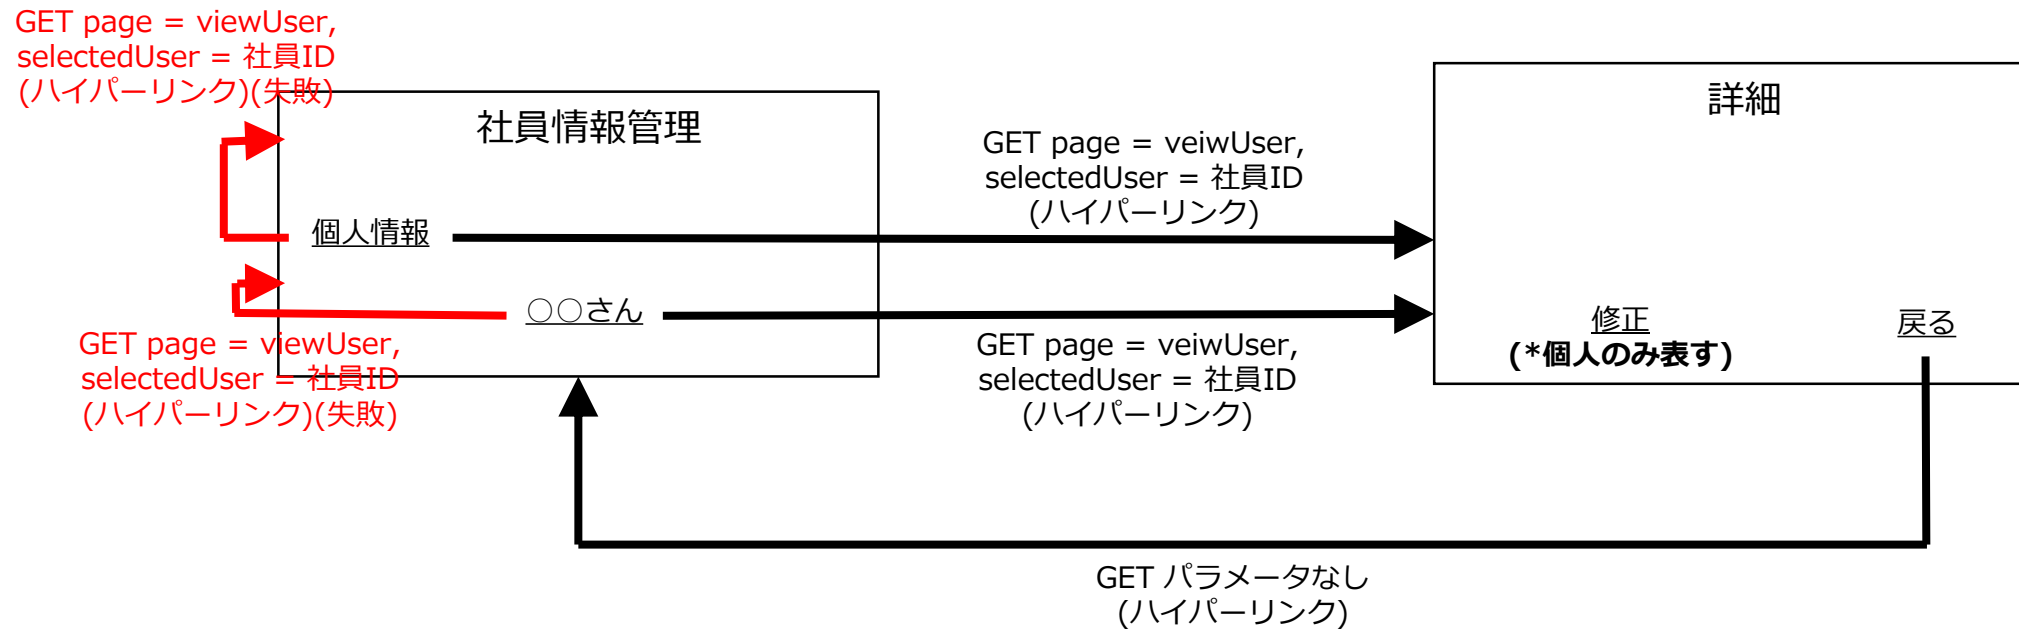 GET page = viewUser,
selectedUser = 社員ID
(ハイパーリンク)(失敗)
社員情報管理
個人情報
○○さん
GET page = viewUser,
selectedUser = 社員ID
(ハイパーリンク)(失敗)
GET page = veiwUser,
selectedUser = 社員ID
(ハイパーリンク)
GET page = veiwUser,
selectedUser = 社員ID
(ハイパーリンク)
詳細
修正
(*個人のみ表す)
戻る
GET パラメータなし
(ハイパーリンク)